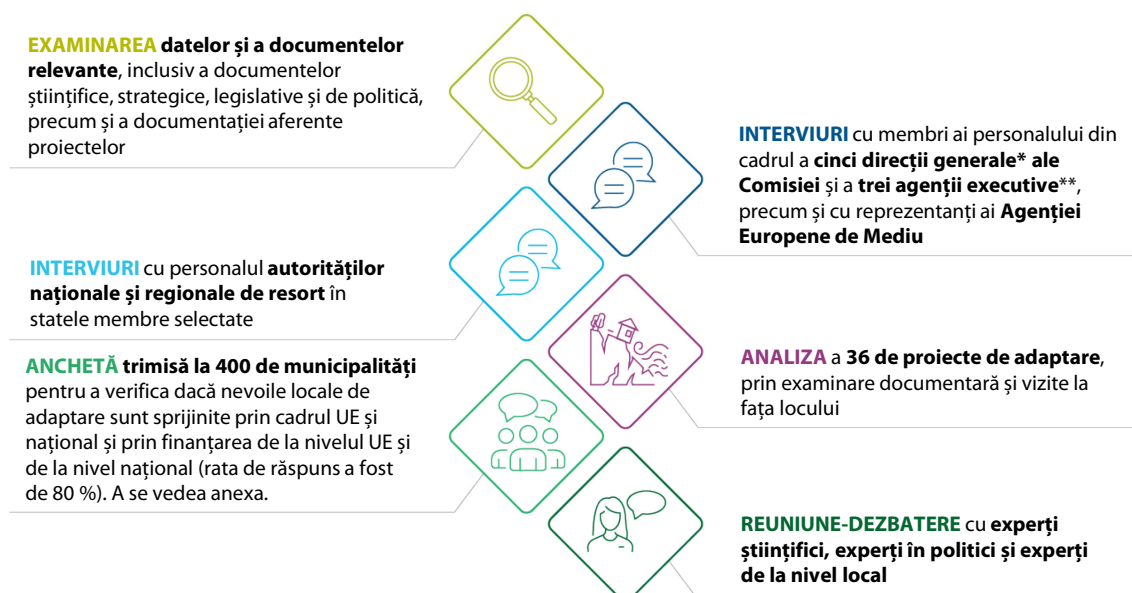 EXAMINAREA datelor și a documentelor
relevante, inclusiv a documentelor
științifice, strategice, legislative și de politică,
precum și a documentației aferente
proiectelor
INTERVIURI cu membri ai personalului din
cadrul a cinci direcții generale* ale
Comisiei și a trei agenții executive**,
precum și cu reprezentanți ai Agenției
Europene de Mediu
INTERVIURI cu personalul autorităților
naționale și regionale de resort în
statele membre selectate
ANALIZA a 36 de proiecte de adaptare,
prin examinare documentară și vizite la
fața locului
ANCHETĂ trimisă la 400 de municipalități
pentru a verifica dacă nevoile locale de
adaptare sunt sprijinite prin cadrul UE și
național și prin finanțarea de la nivelul UE și
de la nivel național (rata de răspuns a fost
de 80 %). A se vedea anexa.
REUNIUNE-DEZBATERE cu experți
științifici, experți în politici și experți
de la nivel local